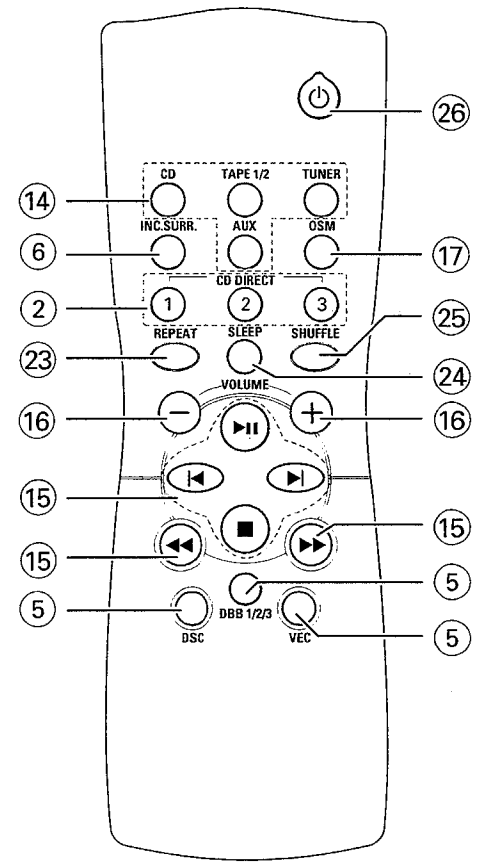 26
CD TAPE 1/2 TUNER
14
INC.SURR. AUX OSM
6 17
CD DIRECT
2 1 2 3 25
REPEAT SLEEP SHUFFLE
23 24
VOLUME
16 16
15
15 15
5 5
DSC DBB 1/2/3 VEC
5